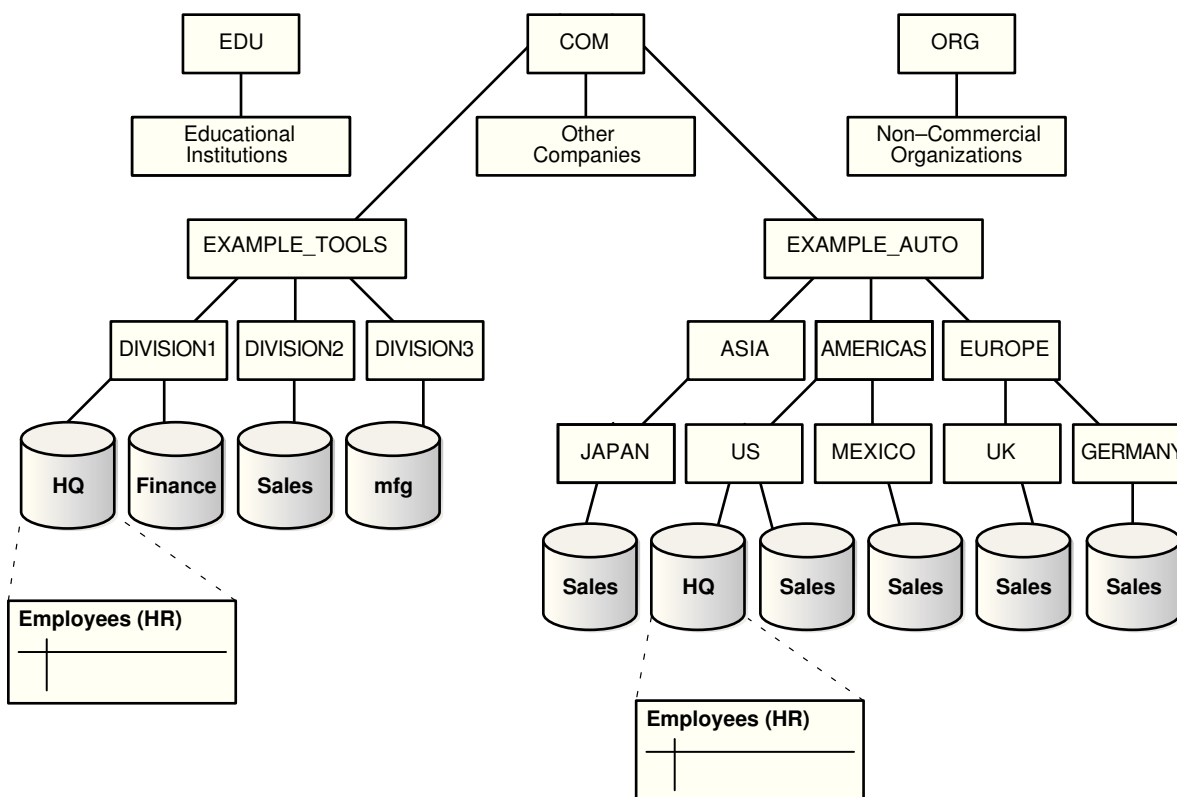 EDU
COM
ORG
Educational
Institutions
Other
Companies
Non–Commercial
Organizations
EXAMPLE_TOOLS
EXAMPLE_AUTO
DIVISION1
DIVISION2
DIVISION3
ASIA
AMERICAS
EUROPE
HQ
Finance
Sales
mfg
JAPAN
US
MEXICO
UK
GERMANY
Sales
HQ
Sales
Sales
Sales
Sales
Employees (HR)
Employees (HR)